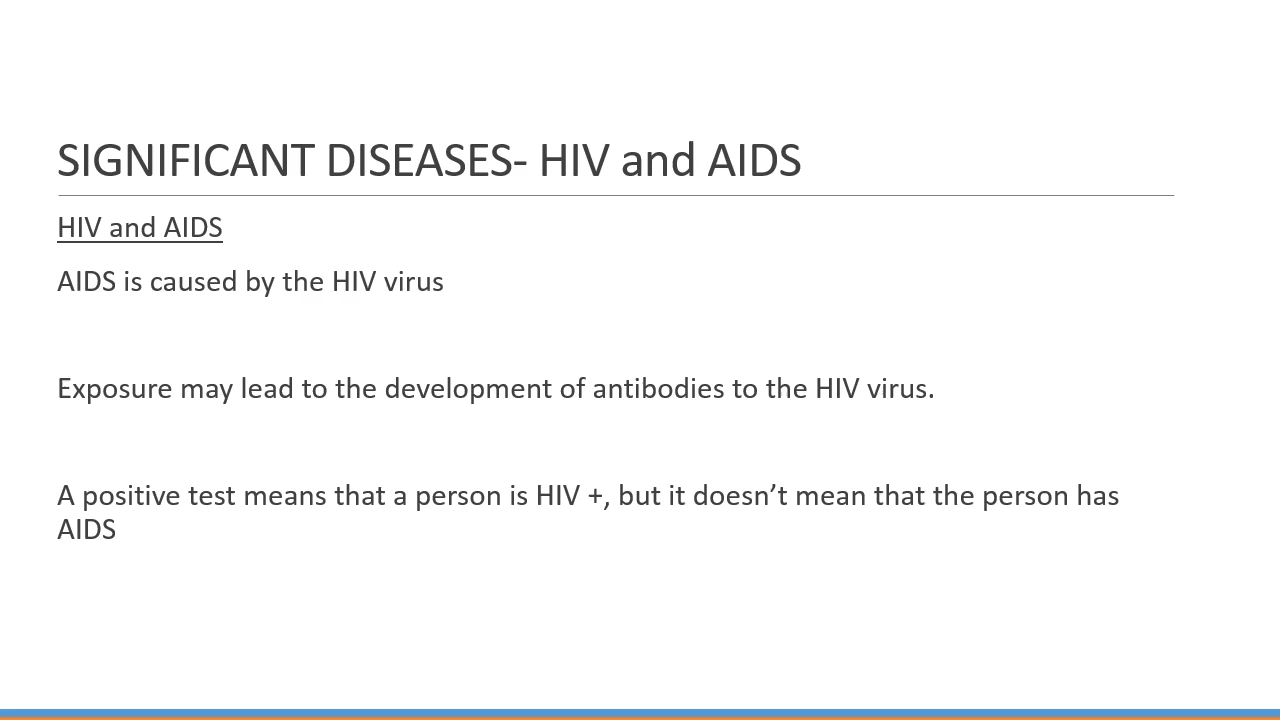 SIGNIFICANT DISEASES- HIV and AIDS
HIV and AIDS
AIDS is caused by the HIV virus
Exposure may lead to the development of antibodies to the HIV virus.
A positive test means that a person is HIV +, but it doesn’t mean that the person has
AIDS